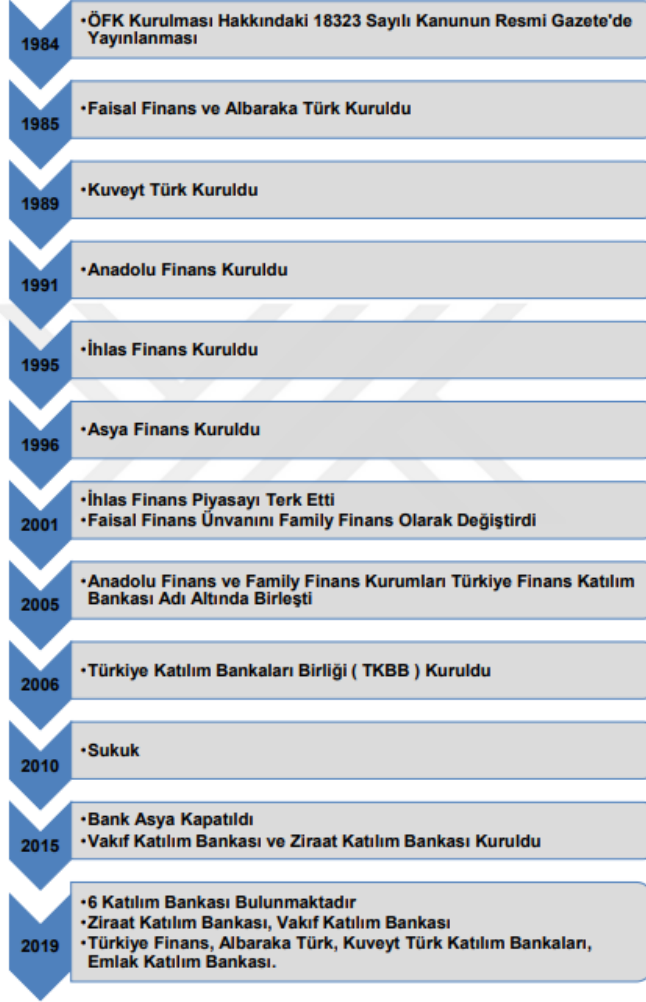 1984
•ÖFK Kurulması Hakkındaki 18323 Sayılı Kanunun Resmi Gazete'de
Yayınlanması
1985
•Faisal Finans ve Albaraka Türk Kuruldu
1989
•Kuveyt Türk Kuruldu
1991
•Anadolu Finans Kuruldu
1995
•İhlas Finans Kuruldu
1996
•Asya Finans Kuruldu
2001
•İhlas Finans Piyasayı Terk Etti
•Faisal Finans Ünvanını Family Finans Olarak Değiştirdi
2005
•Anadolu Finans ve Family Finans Kurumları Türkiye Finans Katılım
Bankası Adı Altında Birleşti
2006
•Türkiye Katılım Bankaları Birliği ( TKBB ) Kuruldu
2010
•Sukuk
2015
•Bank Asya Kapatıldı
•Vakıf Katılım Bankası ve Ziraat Katılım Bankası Kuruldu
2019
•6 Katılım Bankası Bulunmaktadır
•Ziraat Katılım Bankası, Vakıf Katılım Bankası
•Türkiye Finans, Albaraka Türk, Kuveyt Türk Katılım Bankaları,
Emlak Katılım Bankası.